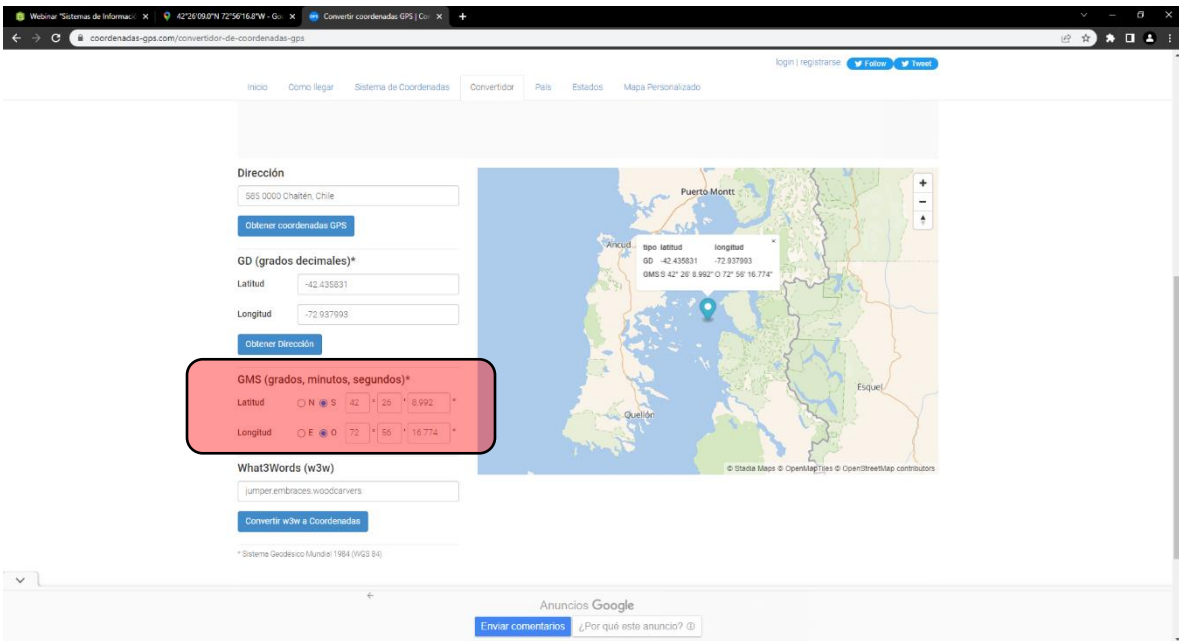 Webinar "Sistemas de Informaci
42°26'09.0"N 72°56'16.8"W - Goo
Convertir coordenadas GPS | Con
coordenadas-gps.com/convertidor-de-coordenadas-gps
login | registrarse Follow Tweet
Inicio Como llegar Sistema de Coordenadas Convertidor País Estados Mapa Personalizado
Dirección
585 0000 Chaitén, Chile
Obtener coordenadas GPS
GD (grados decimales)*
Latitud -42.435831
Longitud -72.937993
Obtener Dirección
GMS (grados, minutos, segundos)*
Latitud N S 42 ° 26 ' 8.992 "
Longitud E O 72 ° 56 ' 16.774 "
What3Words (w3w)
jumper.embraces.woodcarvers
Convertir w3w a Coordenadas
* Sistema Geodésico Mundial 1984 (WGS 84)
Puerto Montt
Ancud
tipo latitud longitud
GD -42.435831 -72.937993
GMS S 42° 26' 8.992" O 72° 56' 16.774"
Esquel
Quellón
© Stadia Maps © OpenMapTiles © OpenStreetMap contributors
Anuncios Google
Enviar comentarios ¿Por qué este anuncio?